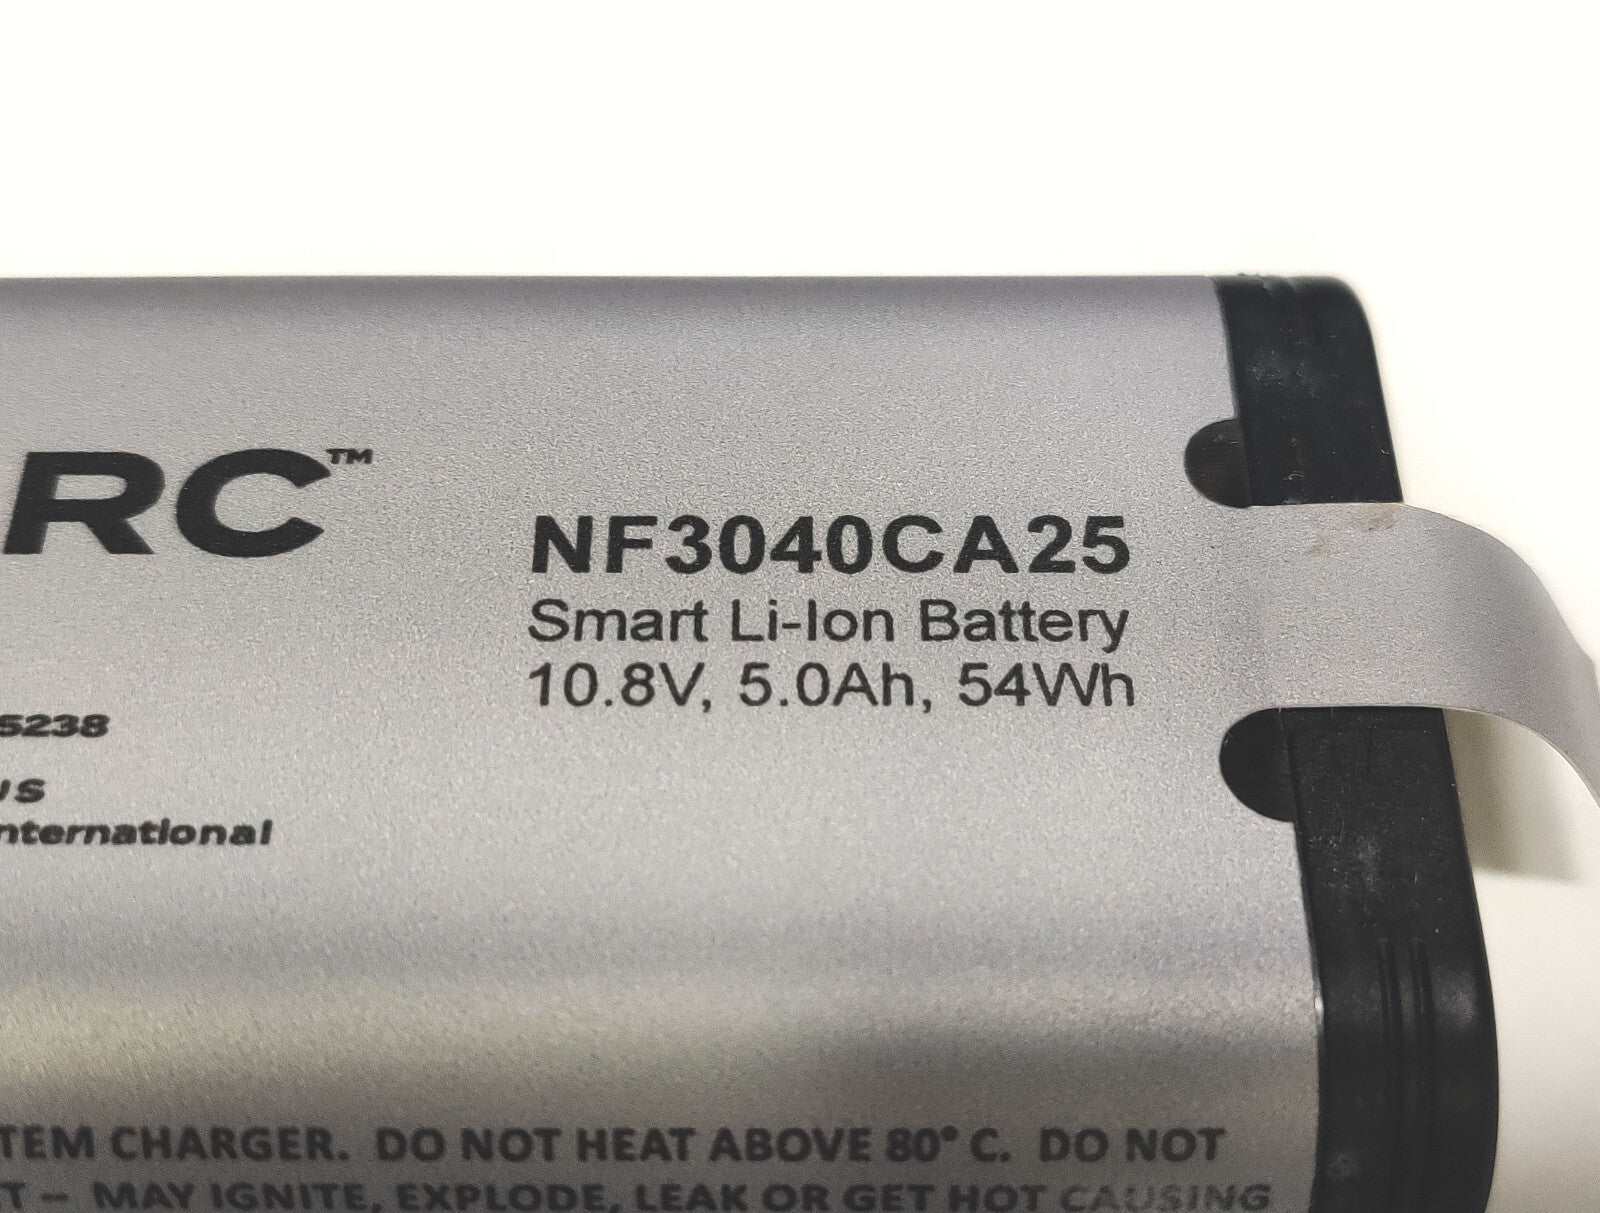 RC™
NF3040CA25
Smart Li-Ion Battery
10.8V, 5.0Ah, 54Wh
5238
us
nternational
TEM CHARGER. DO NOT HEAT ABOVE 80° C. DO NOT
T – MAY IGNITE, EXPLODE, LEAK OR GET HOT CAUSING